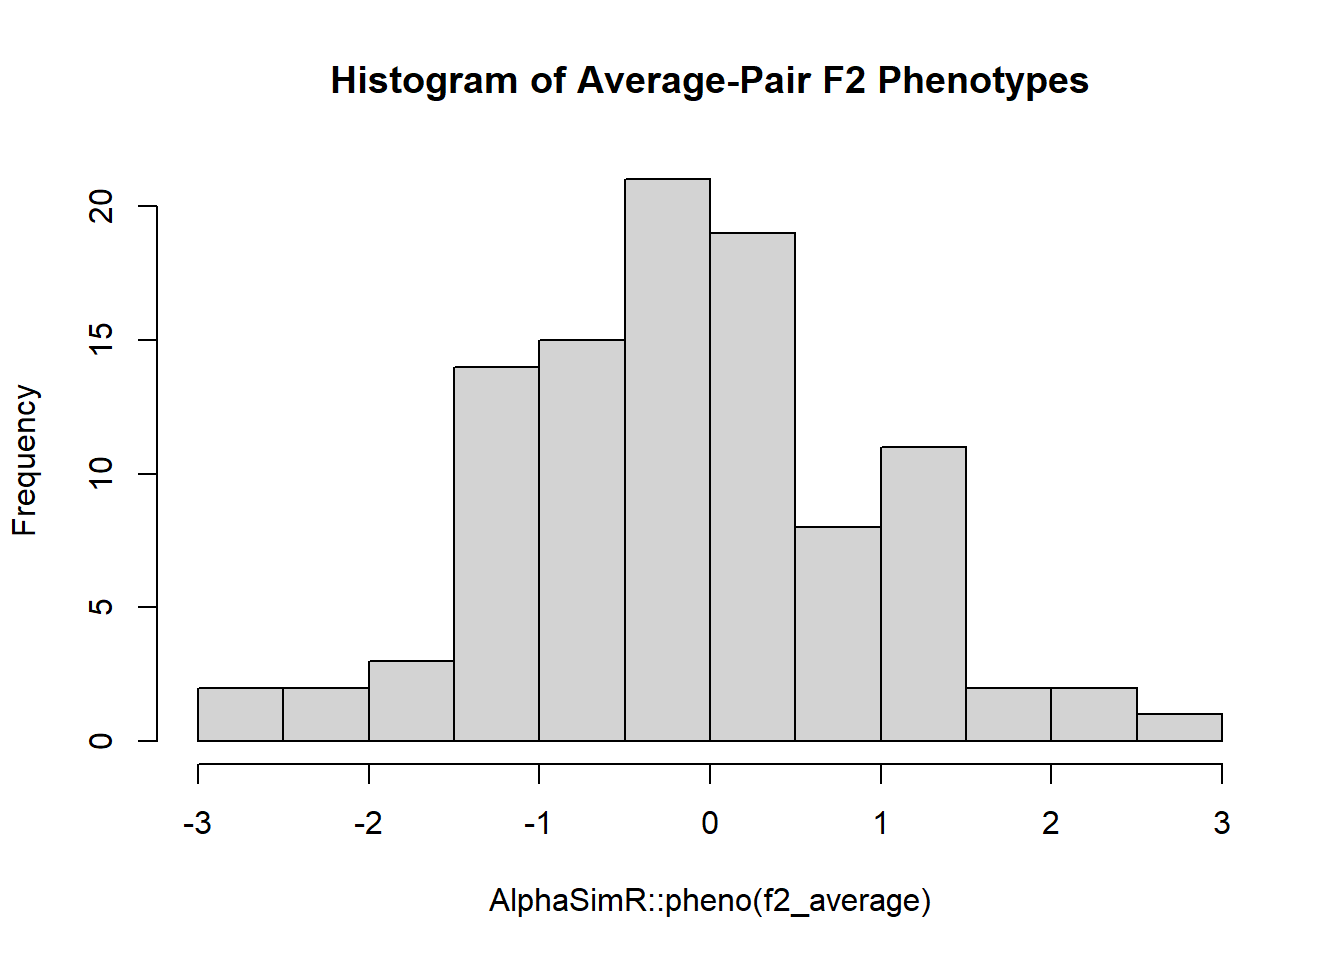 Histogram of Average-Pair F2 Phenotypes
Frequency
20
15
10
5
0
-3 -2 -1 0 1 2 3
AlphaSimR::pheno(f2_average)